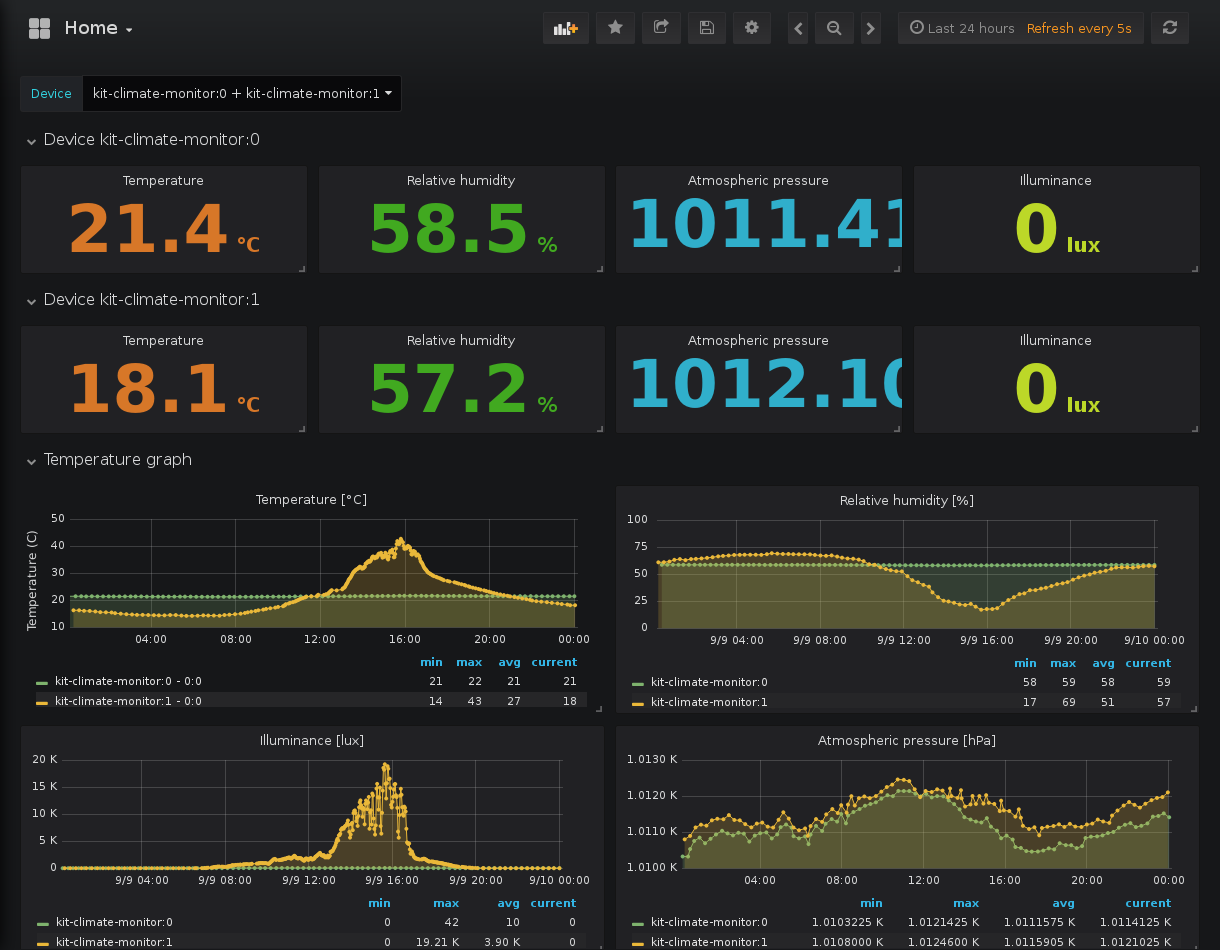 Home
Last 24 hours Refresh every 5s
Device kit-climate-monitor:0 + kit-climate-monitor:1
Device kit-climate-monitor:0
Temperature Relative humidity Atmospheric pressure Illuminance
21.4 °C 58.5 % 1011.41 0 lux
Device kit-climate-monitor:1
Temperature Relative humidity Atmospheric pressure Illuminance
18.1 °C 57.2 % 1012.10 0 lux
Temperature graph
Temperature [°C]
Temperature (C)
50
40
30
20
10
04:00 08:00 12:00 16:00 20:00 00:00
min max avg current
kit-climate-monitor:0 - 0:0 21 22 21 21
kit-climate-monitor:1 - 0:0 14 43 27 18
Relative humidity [%]
100
75
50
25
0
9/9 04:00 9/9 08:00 9/9 12:00 9/9 16:00 9/9 20:00 9/10 00:00
min max avg current
kit-climate-monitor:0 58 59 58 59
kit-climate-monitor:1 17 69 51 57
Illuminance [lux]
20 K
15 K
10 K
5 K
0
9/9 04:00 9/9 08:00 9/9 12:00 9/9 16:00 9/9 20:00 9/10 00:00
min max avg current
kit-climate-monitor:0 0 42 10 0
kit-climate-monitor:1 0 19.21 K 3.90 K 0
Atmospheric pressure [hPa]
1.0130 K
1.0120 K
1.0110 K
1.0100 K
04:00 08:00 12:00 16:00 20:00 00:00
min max avg current
kit-climate-monitor:0 1.0103225 K 1.0121425 K 1.0111575 K 1.0114125 K
kit-climate-monitor:1 1.0108000 K 1.0124600 K 1.0115905 K 1.0121025 K